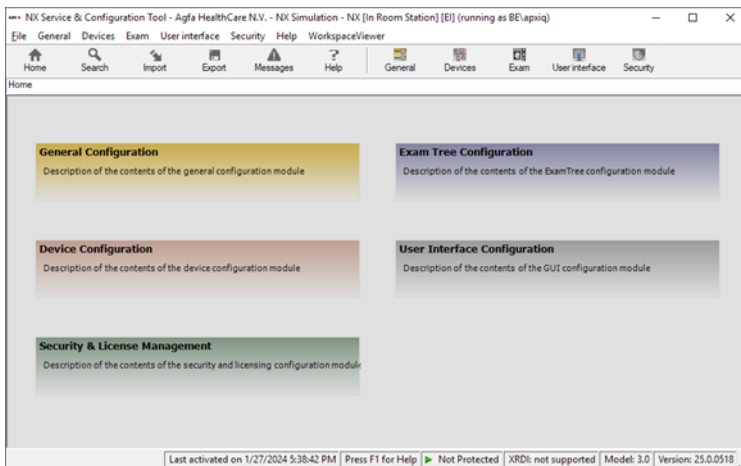 NX Service & Configuration Tool - Agfa HealthCare N.V. - NX Simulation - NX [In Room Station] [EI] (running as BE\apxiq)
File General Devices Exam User interface Security Help WorkspaceViewer
Home Search Import Export Messages Help General Devices Exam User interface Security
Home
General Configuration
Description of the contents of the general configuration module
Exam Tree Configuration
Description of the contents of the ExamTree configuration module
Device Configuration
Description of the contents of the device configuration module
User Interface Configuration
Description of the contents of the GUI configuration module
Security & License Management
Description of the contents of the security and licensing configuration module
Last activated on 1/27/2024 5:38:42 PM Press F1 for Help Not Protected XRDI: not supported Model: 3.0 Version: 25.0.0518